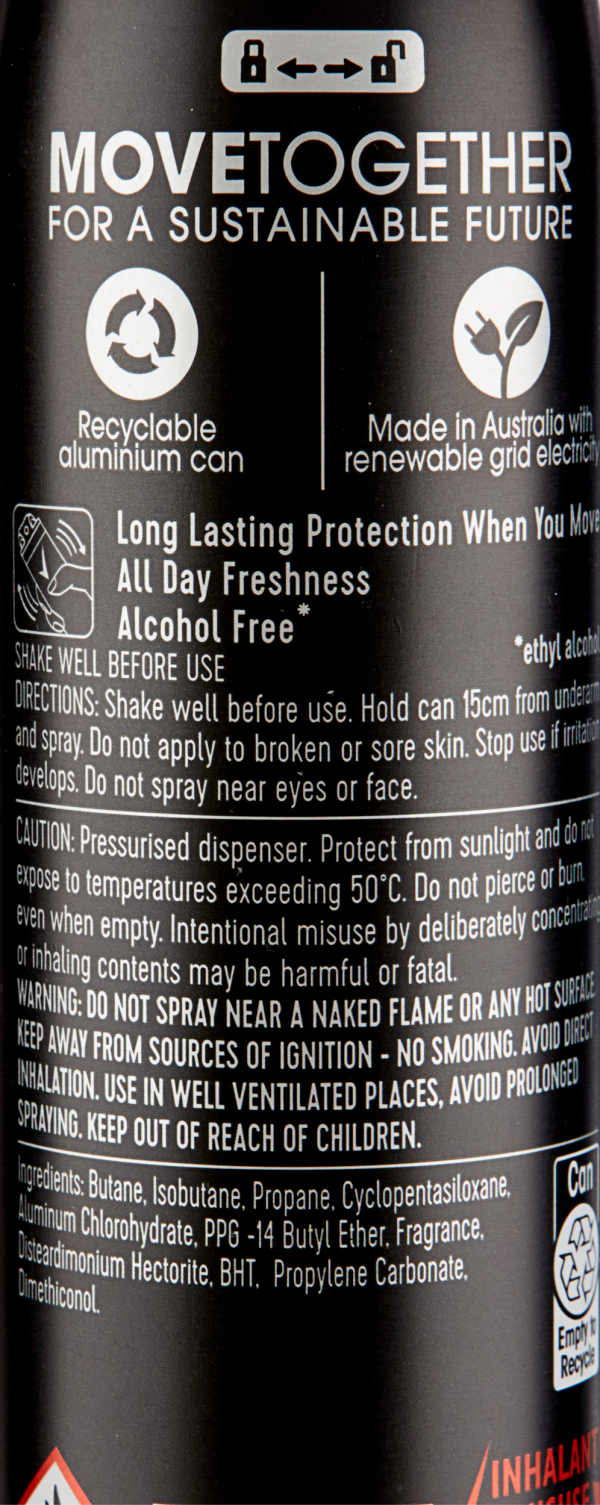 MOVETOGETHER
FOR A SUSTAINABLE FUTURE
Recyclable
aluminium can
Made in Australia with
renewable grid electricity
Long Lasting Protection When You Move
All Day Freshness
Alcohol Free*
*ethyl alcohol
SHAKE WELL BEFORE USE
DIRECTIONS: Shake well before use. Hold can 15cm from underarm
and spray. Do not apply to broken or sore skin. Stop use if irritation
develops. Do not spray near eyes or face.
CAUTION: Pressurised dispenser. Protect from sunlight and do not
expose to temperatures exceeding 50°C. Do not pierce or burn,
even when empty. Intentional misuse by deliberately concentrating
or inhaling contents may be harmful or fatal.
WARNING: DO NOT SPRAY NEAR A NAKED FLAME OR ANY HOT SURFACE.
KEEP AWAY FROM SOURCES OF IGNITION - NO SMOKING. AVOID DIRECT
INHALATION. USE IN WELL VENTILATED PLACES, AVOID PROLONGED
SPRAYING. KEEP OUT OF REACH OF CHILDREN.
Ingredients: Butane, Isobutane, Propane, Cyclopentasiloxane,
Aluminum Chlorohydrate, PPG -14 Butyl Ether, Fragrance,
Disteardimonium Hectorite, BHT, Propylene Carbonate,
Dimethiconol.
Can
Empty to
Recycle
INHALANT